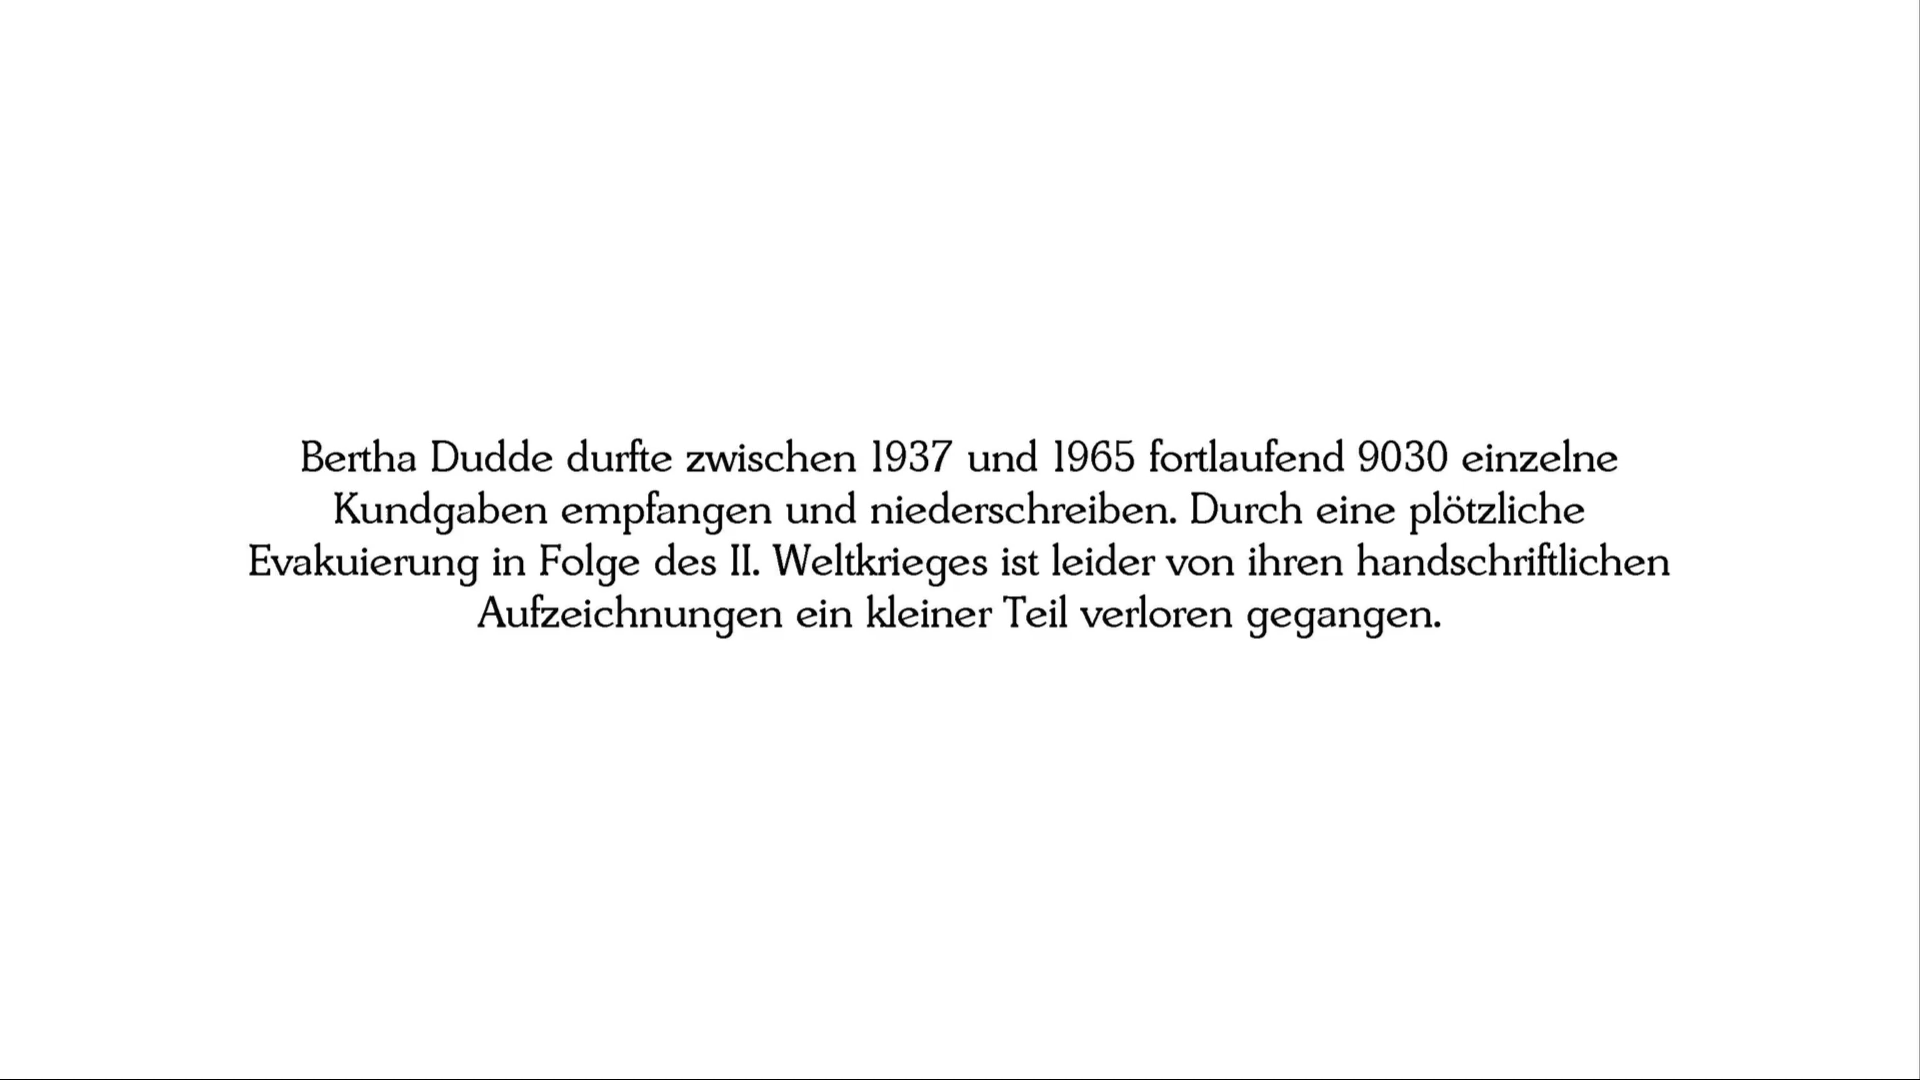 Bertha Dudde durfte zwischen 1937 und 1965 fortlaufend 9030 einzelne
Kundgaben empfangen und niederschreiben. Durch eine plötzliche
Evakuierung in Folge des II. Weltkrieges ist leider von ihren handschriftlichen
Aufzeichnungen ein kleiner Teil verloren gegangen.